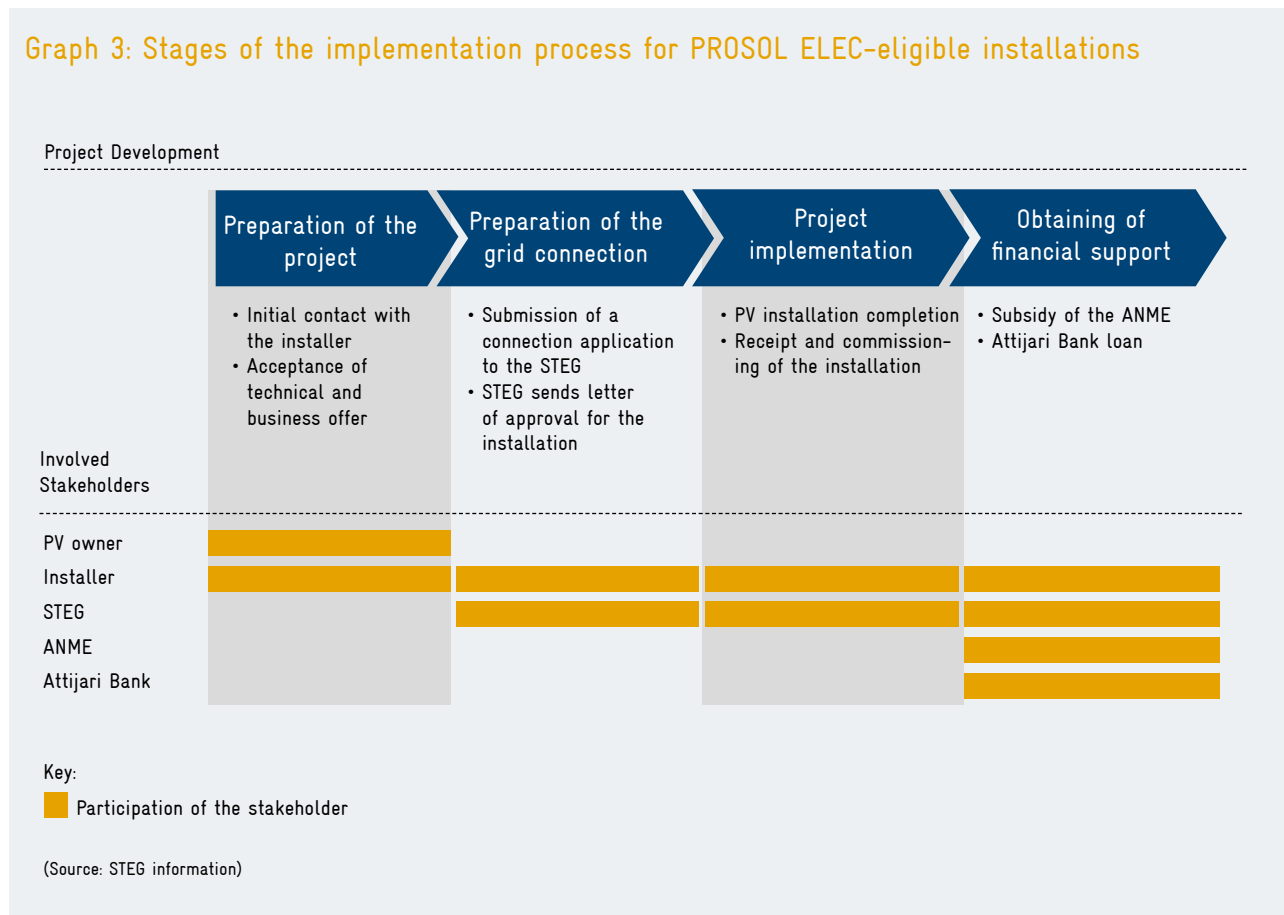 Graph 3: Stages of the implementation process for PROSOL ELEC-eligible installations
Project Development
Preparation of the
project
Preparation of the
grid connection
Project
implementation
Obtaining of
financial support
• Initial contact with
the installer
• Acceptance of
technical and
business offer
• Submission of a
connection application
to the STEG
• STEG sends letter
of approval for the
installation
• PV installation completion
• Receipt and commission-
ing of the installation
• Subsidy of the ANME
• Attijari Bank loan
Involved
Stakeholders
PV owner
Installer
STEG
ANME
Attijari Bank
Key:
Participation of the stakeholder
(Source: STEG information)